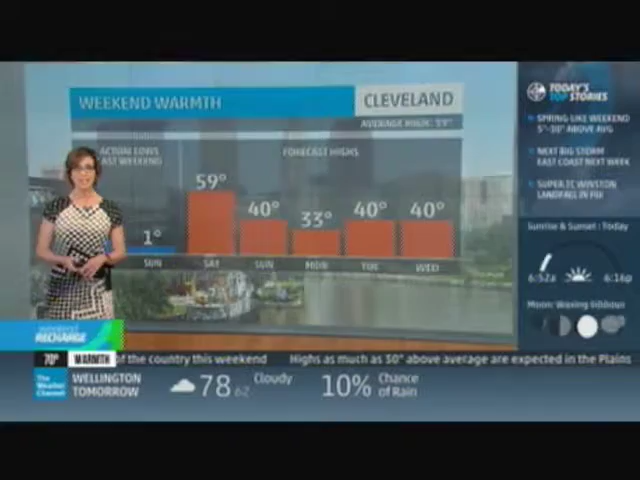 WEEKEND WARMTH
CLEVELAND
AVERAGE HIGH: 39°
ACTUAL LOWS
LAST WEEKEND
FORECAST HIGHS
1°
59°
40°
33°
40°
40°
SUN
SAT
SUN
MON
TUE
WED
TODAY'S
TOP STORIES
SPRING-LIKE WEEKEND
5°-30° ABOVE AVG
NEXT BIG STORM
EAST COAST NEXT WEEK
SUPER TC WINSTON
LANDFALL IN FIJI
Sunrise & Sunset: Today
6:52a
6:16p
Moon: Waxing Gibbous
weekend
RECHARGE
70° WARMTH
of the country this weekend Highs as much as 30° above average are expected in the Plains
The
Weather
Channel
WELLINGTON
TOMORROW
78 62
Cloudy
10%
Chance
of Rain